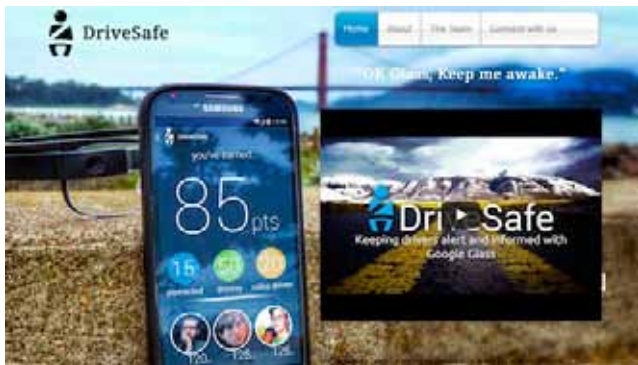 DriveSafe
Home
About
The Team
Connect with us
"OK Glass, Keep me awake."
SAMSUNG
DriveSafe
you've earned
85 pts
DriveSafe
Keeping drivers alert and informed with
Google Glass